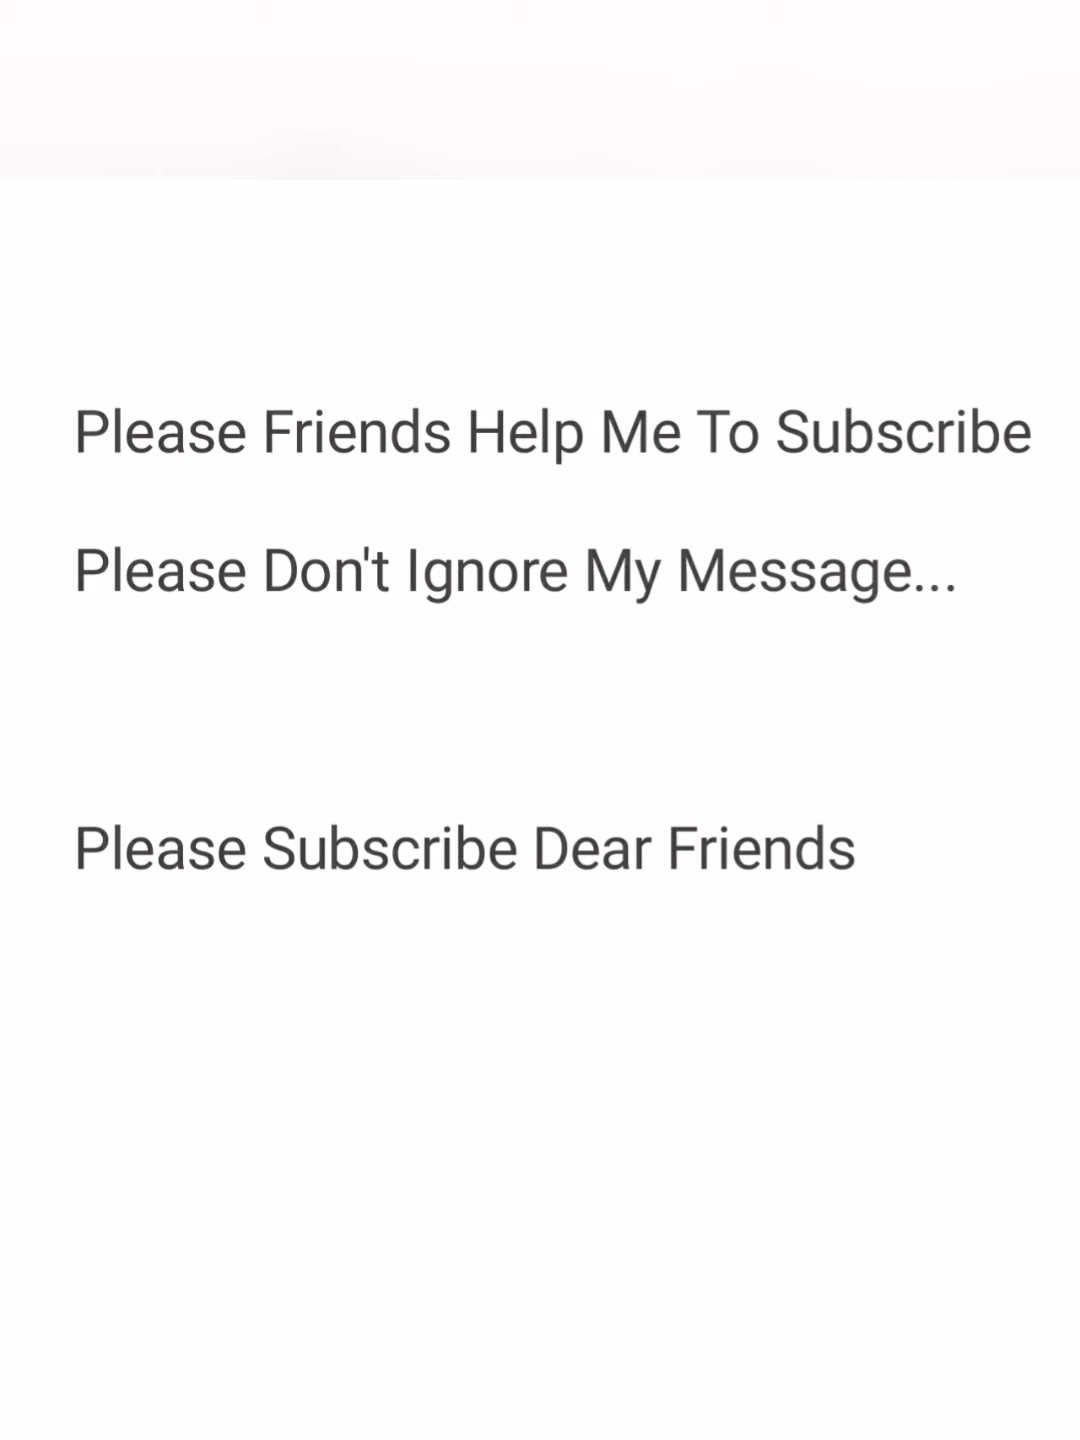 Please Friends Help Me To Subscribe
Please Don't Ignore My Message...
Please Subscribe Dear Friends